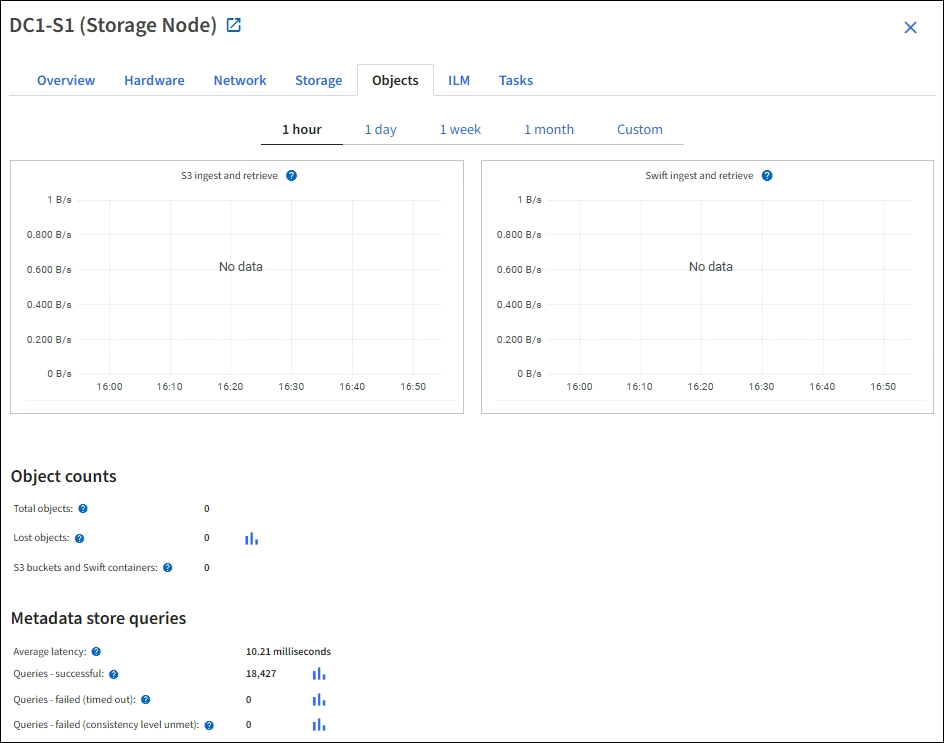 DC1-S1 (Storage Node)
Overview Hardware Network Storage Objects ILM Tasks
1 hour 1 day 1 week 1 month Custom
S3 ingest and retrieve
1 B/s
0.800 B/s
0.600 B/s
0.400 B/s
0.200 B/s
0 B/s
No data
16:00 16:10 16:20 16:30 16:40 16:50
Swift ingest and retrieve
1 B/s
0.800 B/s
0.600 B/s
0.400 B/s
0.200 B/s
0 B/s
No data
16:00 16:10 16:20 16:30 16:40 16:50
Object counts
Total objects: ? 0
Lost objects: ? 0
S3 buckets and Swift containers: ? 0
Metadata store queries
Average latency: ? 10.21 milliseconds
Queries - successful: ? 18,427
Queries - failed (timed out): ? 0
Queries - failed (consistency level unmet): ? 0